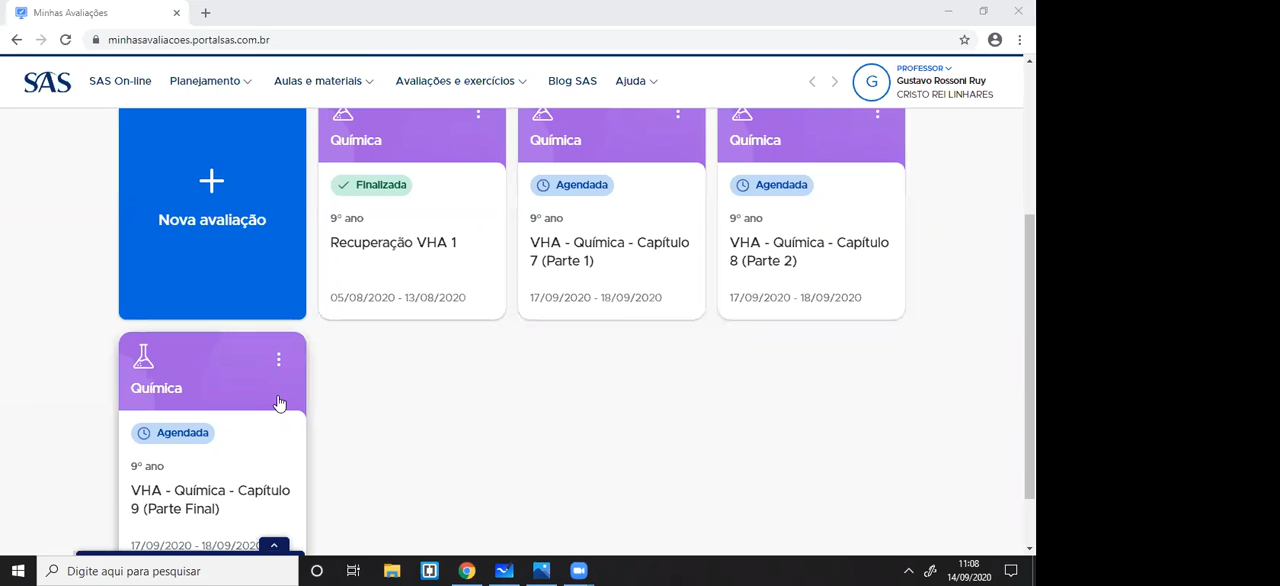 Minhas Avaliações
minhasavaliacoes.portalsas.com.br
SAS
SAS On-line
Planejamento
Aulas e materiais
Avaliações e exercícios
Blog SAS
Ajuda
G
PROFESSOR
Gustavo Rossoni Ruy
CRISTO REI LINHARES
Nova avaliação
Química
Finalizada
9º ano
Recuperação VHA 1
05/08/2020 - 13/08/2020
Química
Agendada
9º ano
VHA - Química - Capítulo
7 (Parte 1)
17/09/2020 - 18/09/2020
Química
Agendada
9º ano
VHA - Química - Capítulo
8 (Parte 2)
17/09/2020 - 18/09/2020
Química
Agendada
9º ano
VHA - Química - Capítulo
9 (Parte Final)
17/09/2020 - 18/09/2020
Digite aqui para pesquisar
11:08
14/09/2020